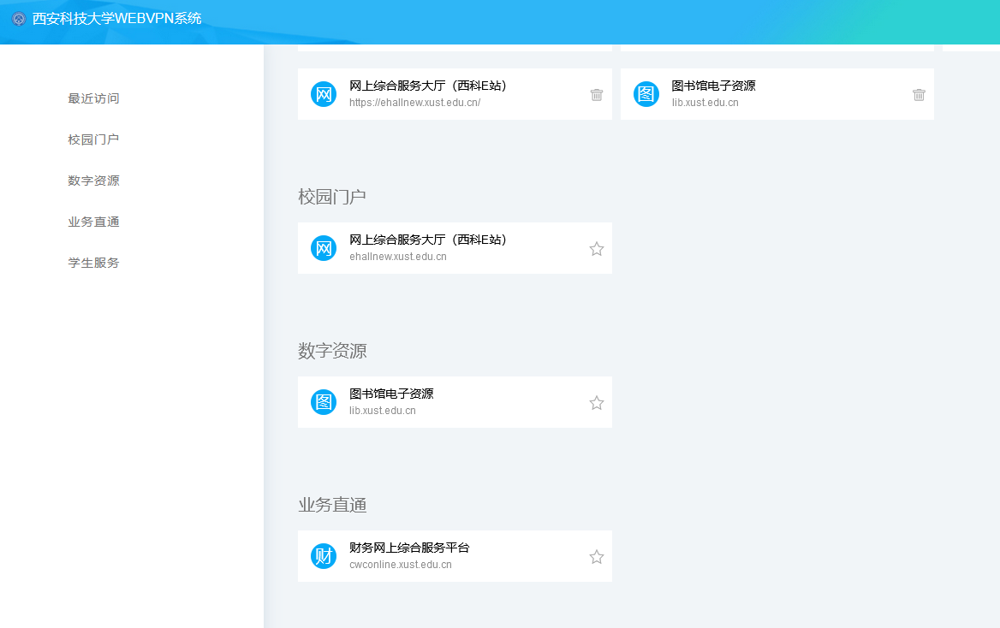 西安科技大学WEBVPN系统
最近访问
校园门户
数字资源
业务直通
学生服务
网 网上综合服务大厅（西科E站）
https://ehallnew.xust.edu.cn/
图 图书馆电子资源
lib.xust.edu.cn
校园门户
网 网上综合服务大厅（西科E站）
ehallnew.xust.edu.cn
数字资源
图 图书馆电子资源
lib.xust.edu.cn
业务直通
财 财务网上综合服务平台
cwconline.xust.edu.cn